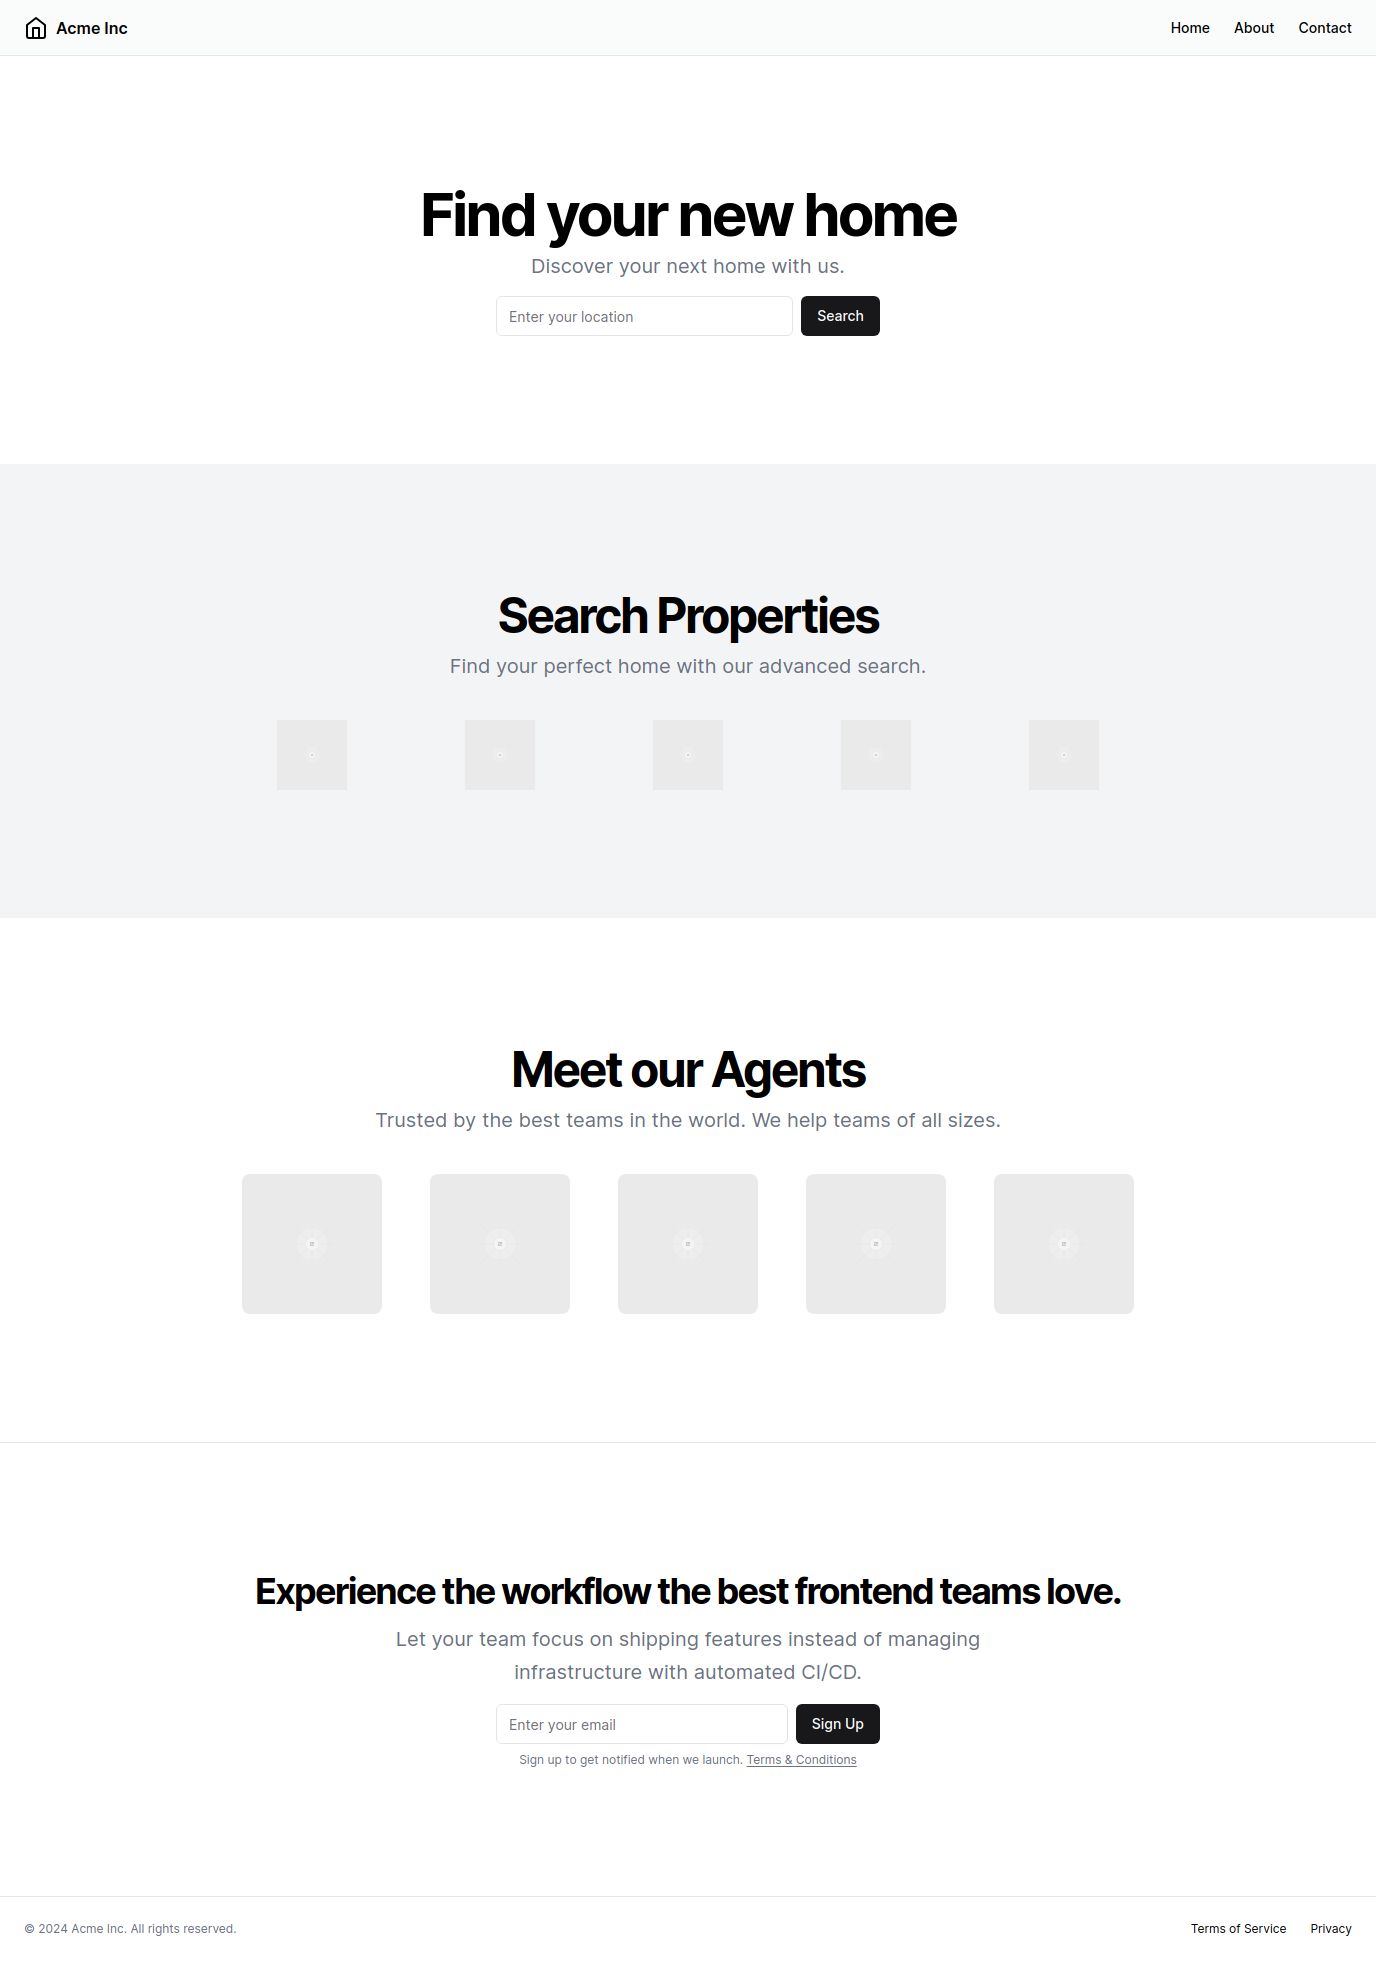 Acme Inc
Home About Contact
Find your new home
Discover your next home with us.
Enter your location Search
Search Properties
Find your perfect home with our advanced search.
Meet our Agents
Trusted by the best teams in the world. We help teams of all sizes.
Experience the workflow the best frontend teams love.
Let your team focus on shipping features instead of managing
infrastructure with automated CI/CD.
Enter your email Sign Up
Sign up to get notified when we launch. Terms & Conditions
© 2024 Acme Inc. All rights reserved.
Terms of Service Privacy